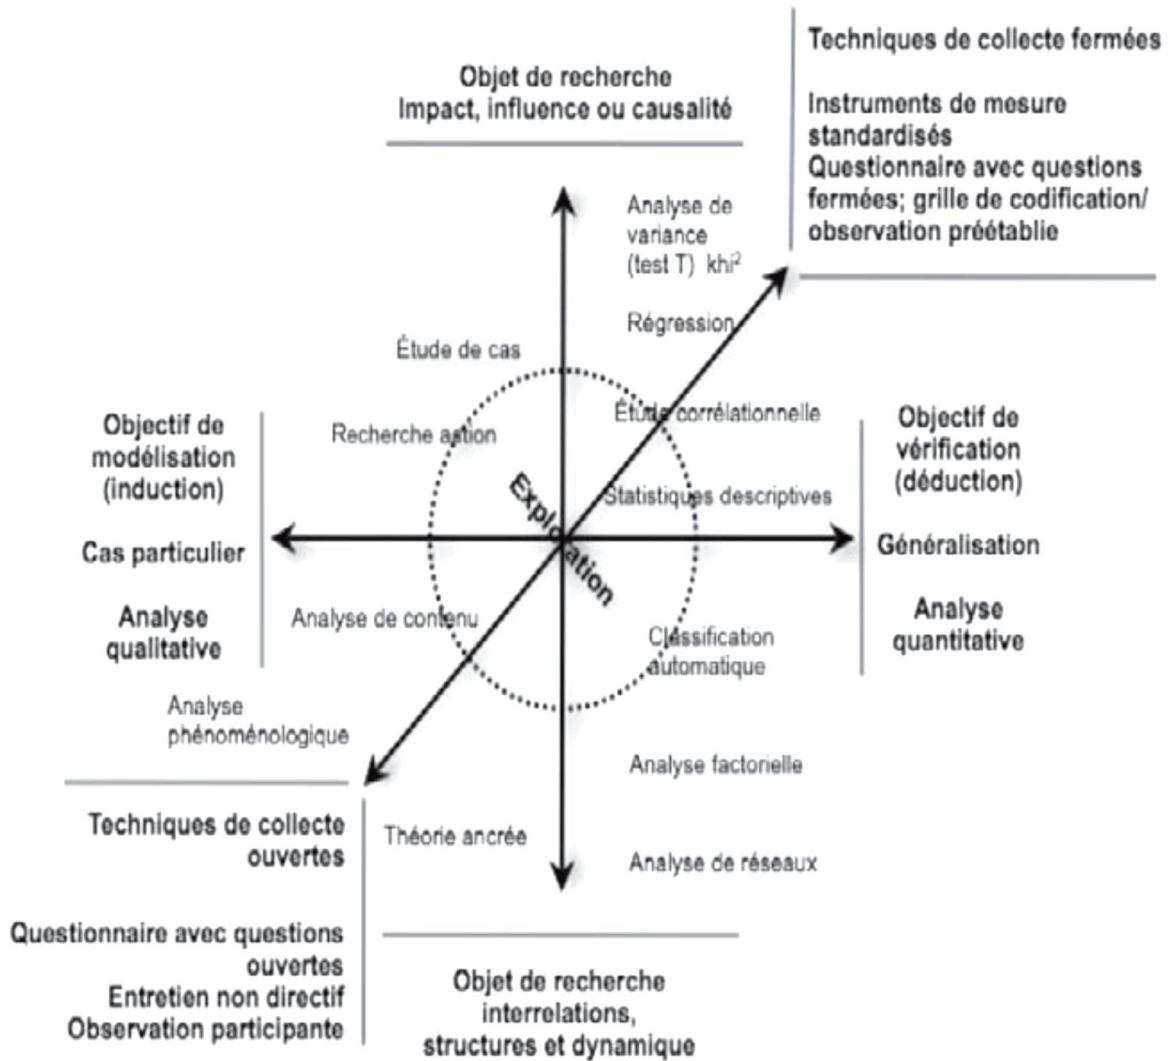 Techniques de collecte fermées
Instruments de mesure
standardisés
Questionnaire avec questions
fermées; grille de codification/
observation préétablie
Objet de recherche
Impact, influence ou causalité
Analyse de
variance
(test T) khi²
Régression
Étude de cas
Étude corrélationnelle
Recherche action
Statistiques descriptives
Objectif de
modélisation
(induction)
Cas particulier
Analyse
qualitative
Exploration
Objectif de
vérification
(déduction)
Généralisation
Analyse
quantitative
Analyse de contenu
Classification
automatique
Analyse
phénoménologique
Analyse factorielle
Théorie ancrée
Analyse de réseaux
Techniques de collecte
ouvertes
Questionnaire avec questions
ouvertes
Entretien non directif
Observation participante
Objet de recherche
interrelations,
structures et dynamique